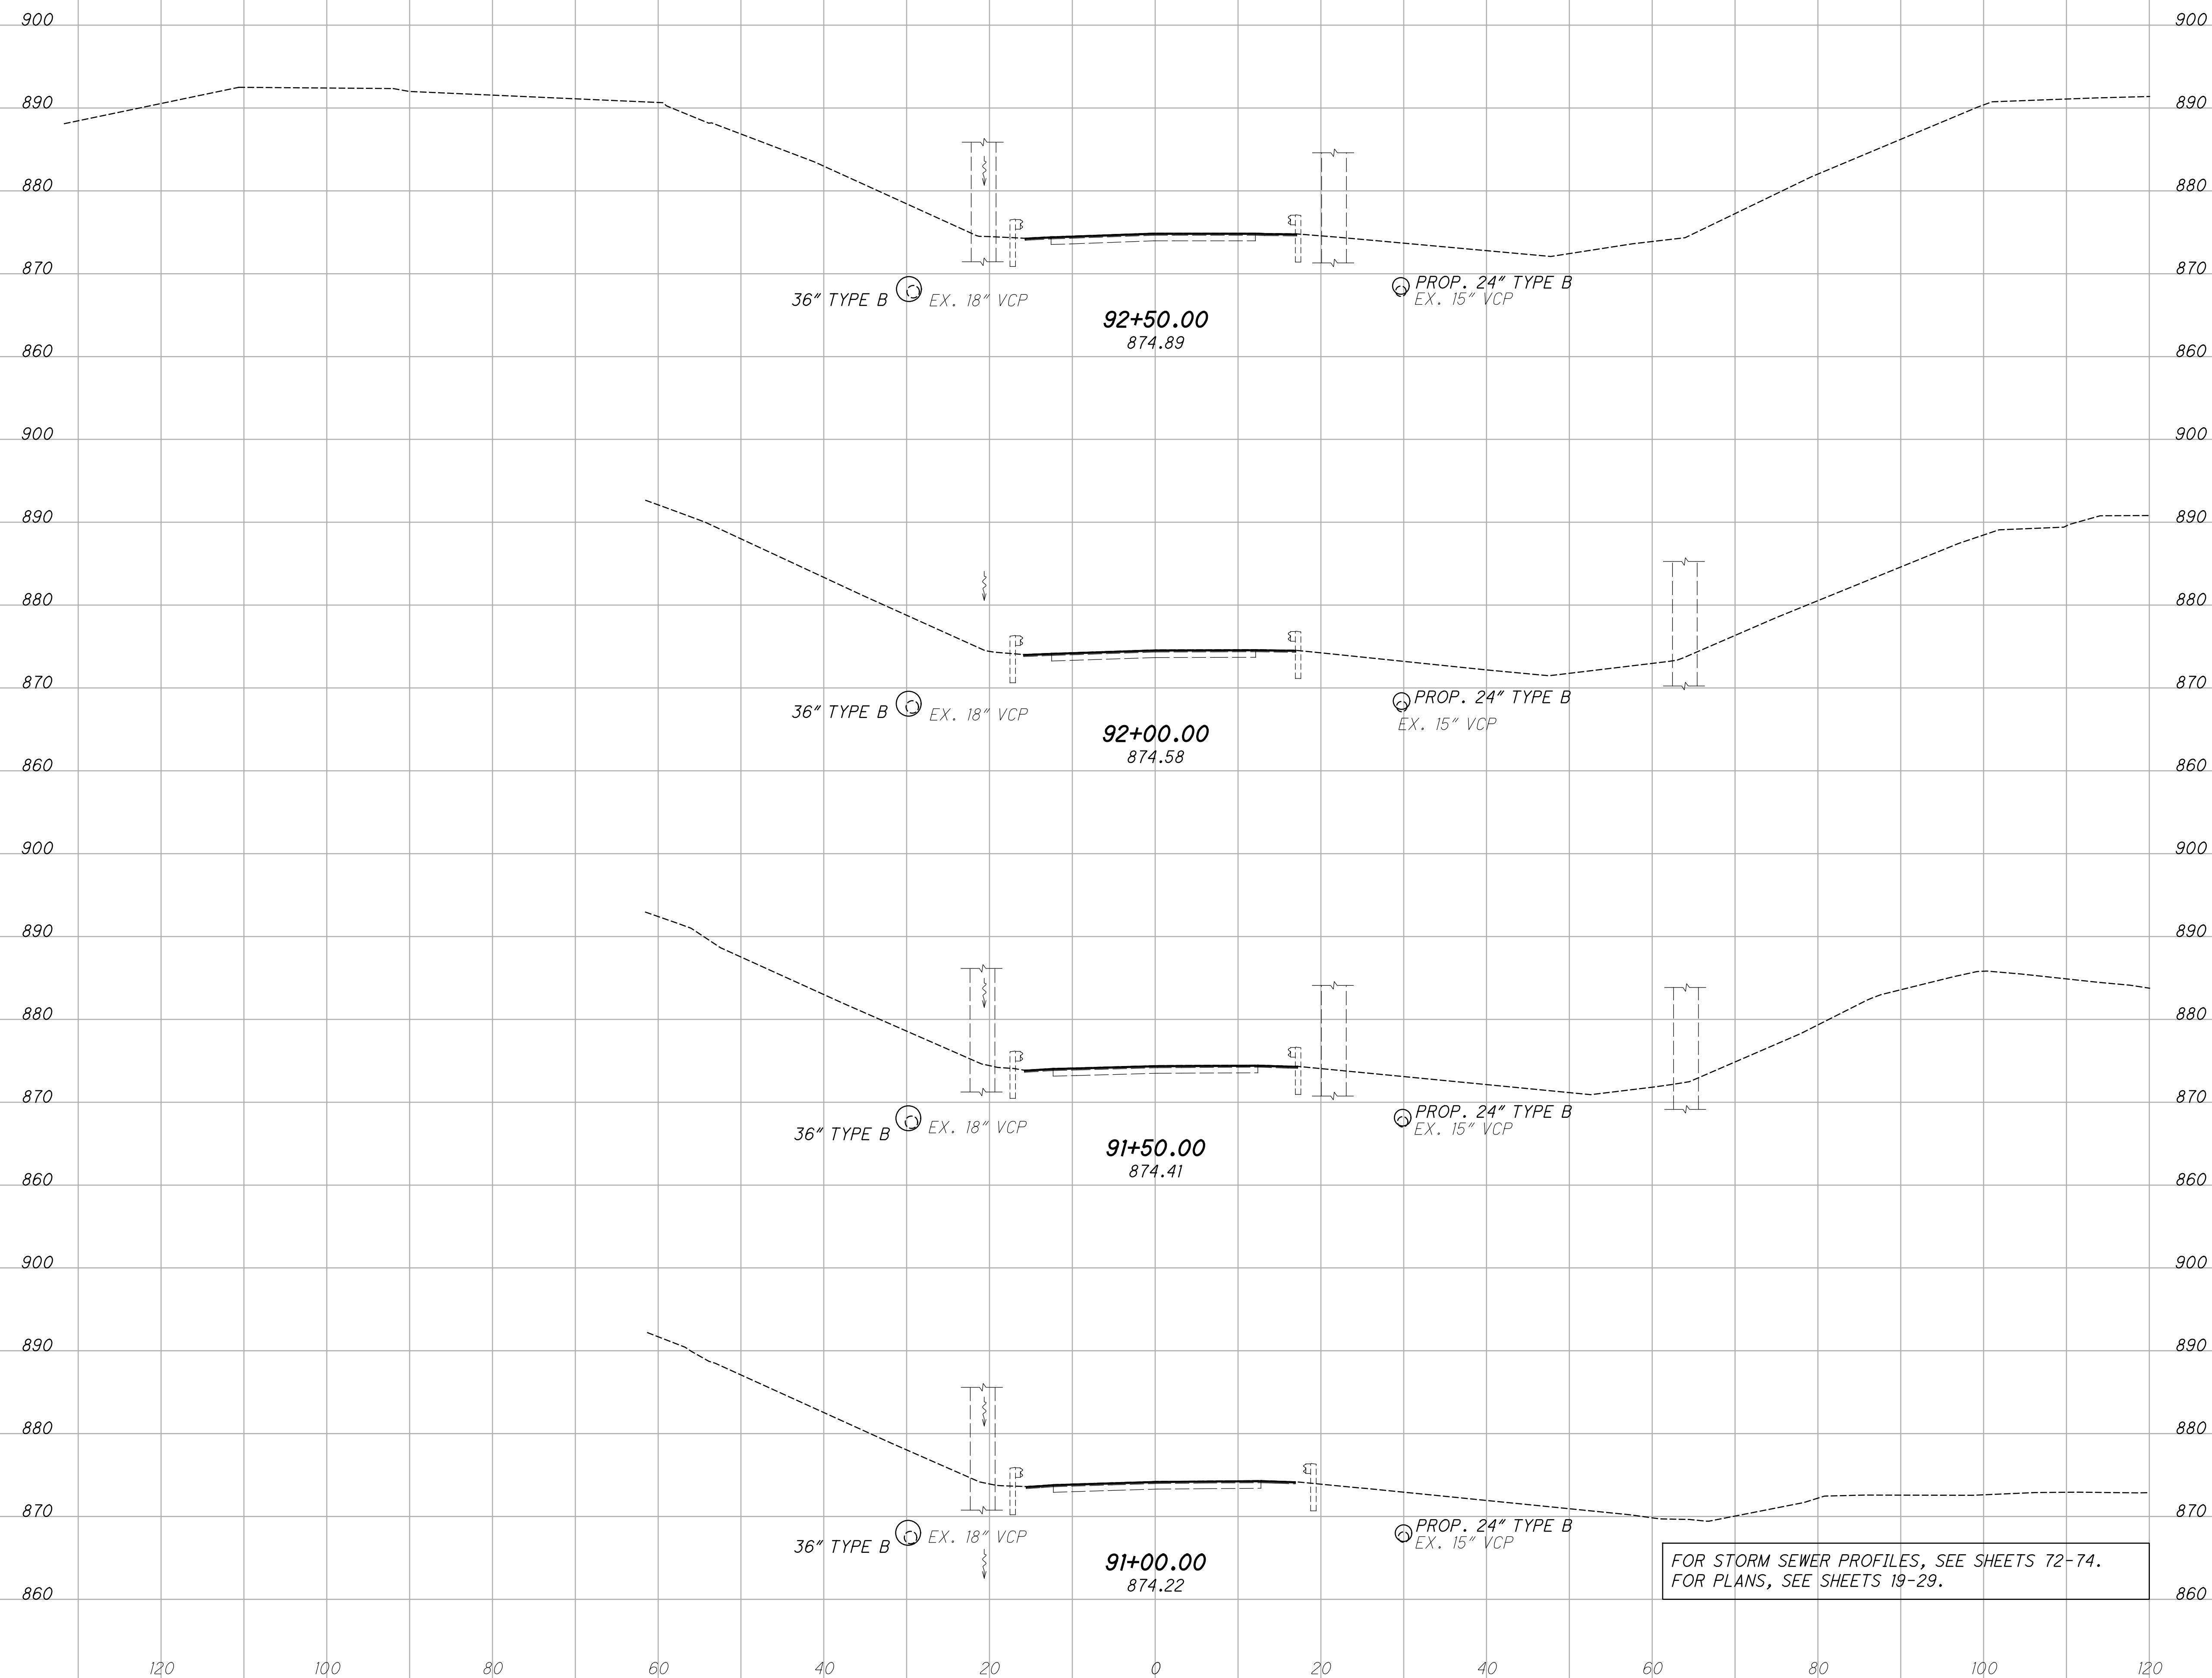 900 900
890 890
880 880
870 870
36" TYPE B EX. 18" VCP PROP. 24" TYPE B
EX. 15" VCP
92+50.00
874.89
860 860
900 900
890 890
880 880
870 870
36" TYPE B EX. 18" VCP PROP. 24" TYPE B
EX. 15" VCP
92+00.00
874.58
860 860
900 900
890 890
880 880
870 870
36" TYPE B EX. 18" VCP PROP. 24" TYPE B
EX. 15" VCP
91+50.00
874.41
860 860
900 900
890 890
880 880
870 870
36" TYPE B EX. 18" VCP PROP. 24" TYPE B
EX. 15" VCP
91+00.00
874.22
FOR STORM SEWER PROFILES, SEE SHEETS 72-74.
FOR PLANS, SEE SHEETS 19-29.
860 860
120 100 80 60 40 20 0 20 40 60 80 100 120